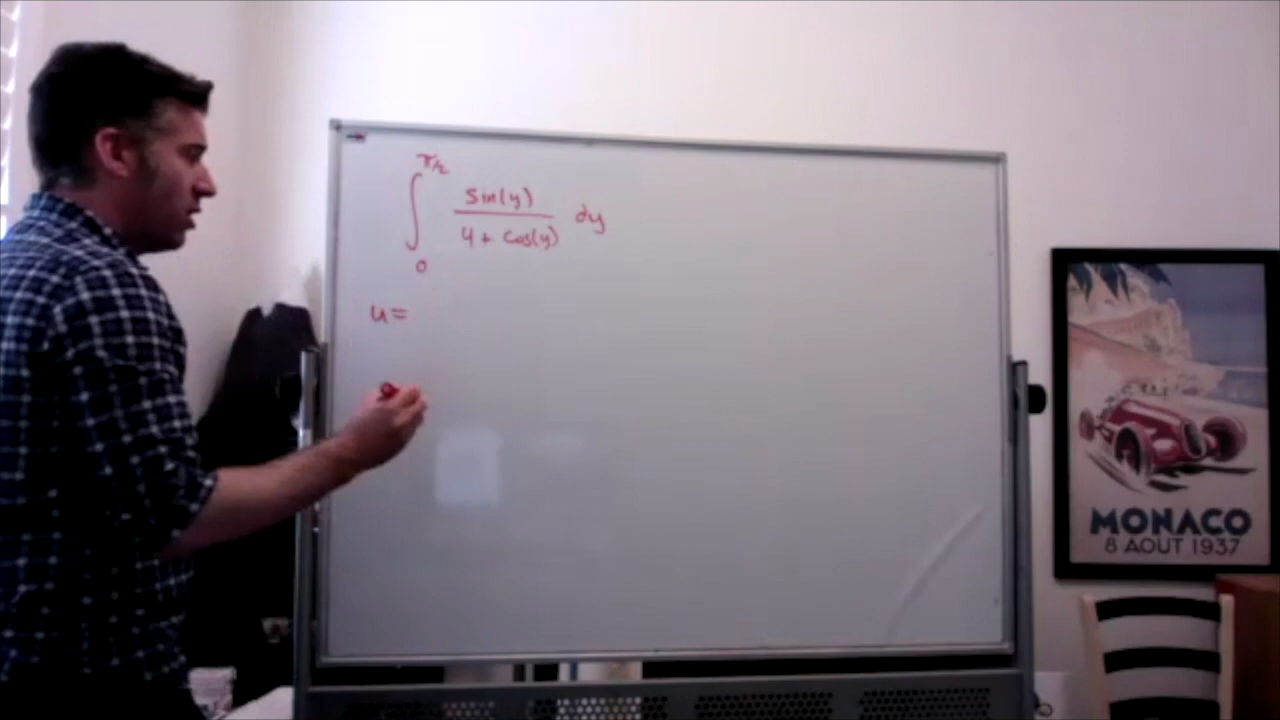 π/2
∫ sin(y) / 4 + cos(y) dy
0
u=
MONACO
8 AOUT 1937